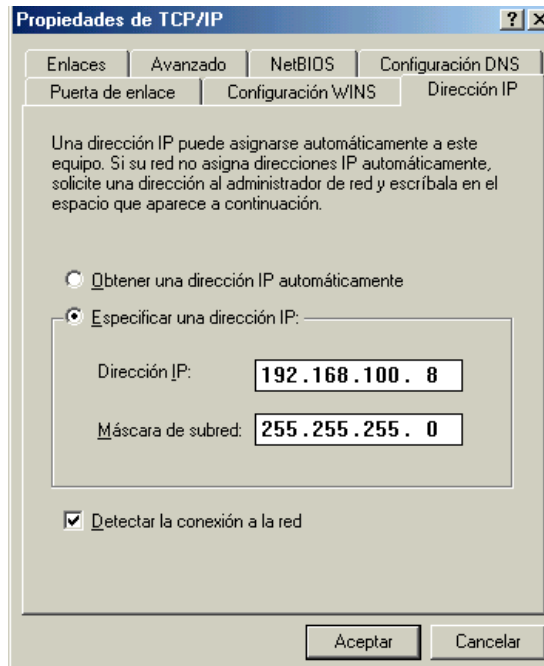 Propiedades de TCP/IP
Enlaces Avanzado NetBIOS Configuración DNS
Puerta de enlace Configuración WINS Dirección IP
Una dirección IP puede asignarse automáticamente a este
equipo. Si su red no asigna direcciones IP automáticamente,
solicite una dirección al administrador de red y escríbala en el
espacio que aparece a continuación.
Obtener una dirección IP automáticamente
Especificar una dirección IP:
Dirección IP: 192.168.100. 8
Máscara de subred: 255.255.255. 0
Detectar la conexión a la red
Aceptar Cancelar